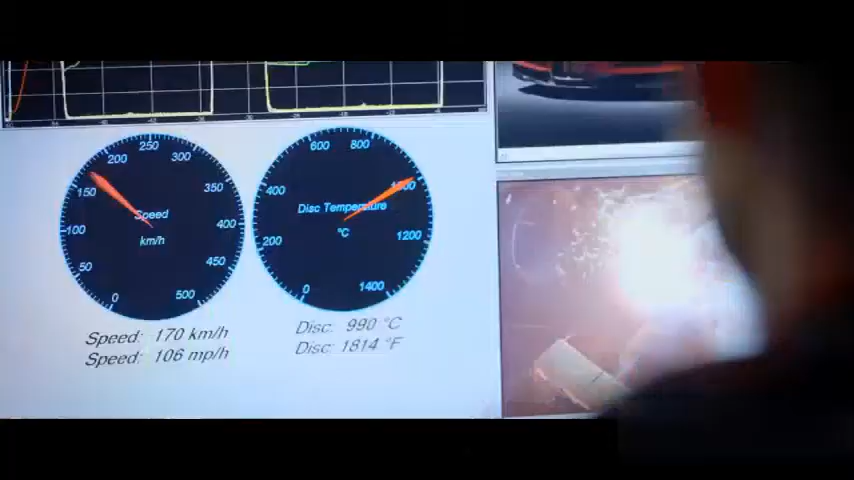 250
200
300
150
350
Speed
100
400
km/h
50
450
0
500
600
800
400
1000
Disc Temperature
°C
200
1200
0
1400
Speed: 170 km/h
Speed: 106 mp/h
Disc: 990 °C
Disc: 1814 °F